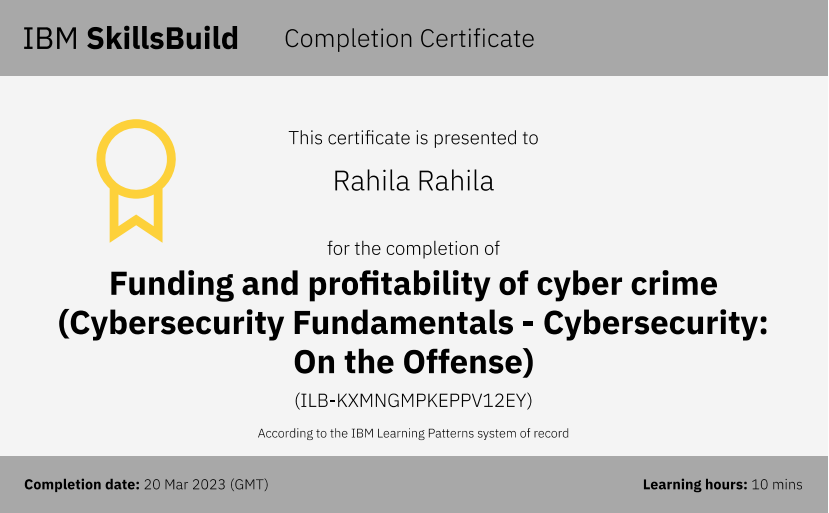 IBM SkillsBuild Completion Certificate
This certificate is presented to
Rahila Rahila
for the completion of
Funding and profitability of cyber crime
(Cybersecurity Fundamentals - Cybersecurity:
On the Offense)
(ILB-KXMNGMPKEPPV12EY)
According to the IBM Learning Patterns system of record
Completion date: 20 Mar 2023 (GMT) Learning hours: 10 mins